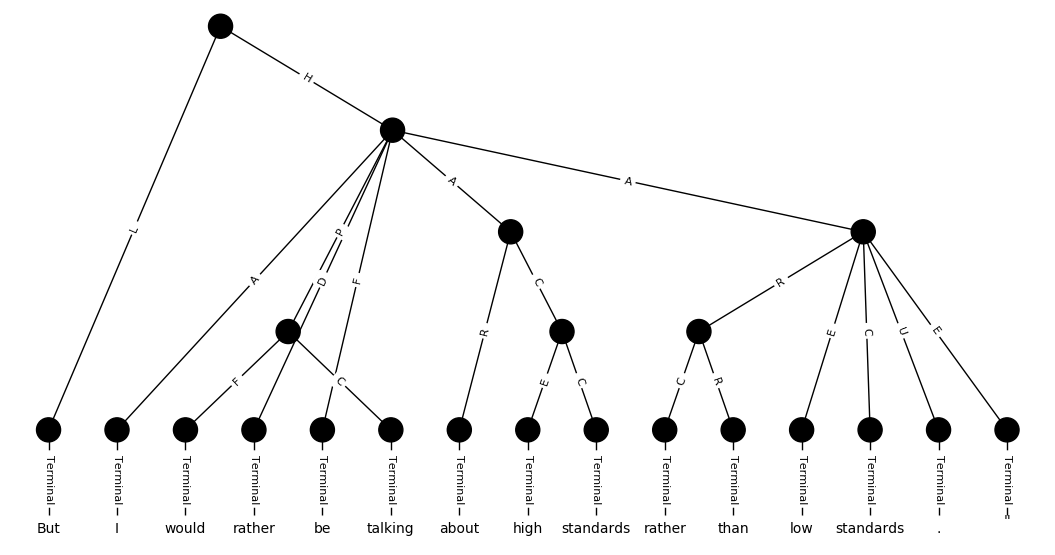 H
L
A
A
A
P
D
F
R
C
R
E
C
U
E
F
C
E
C
C
R
Terminal Terminal Terminal Terminal Terminal Terminal Terminal Terminal Terminal Terminal Terminal Terminal Terminal Terminal Terminal
But I would rather be talking about high standards rather than low standards .